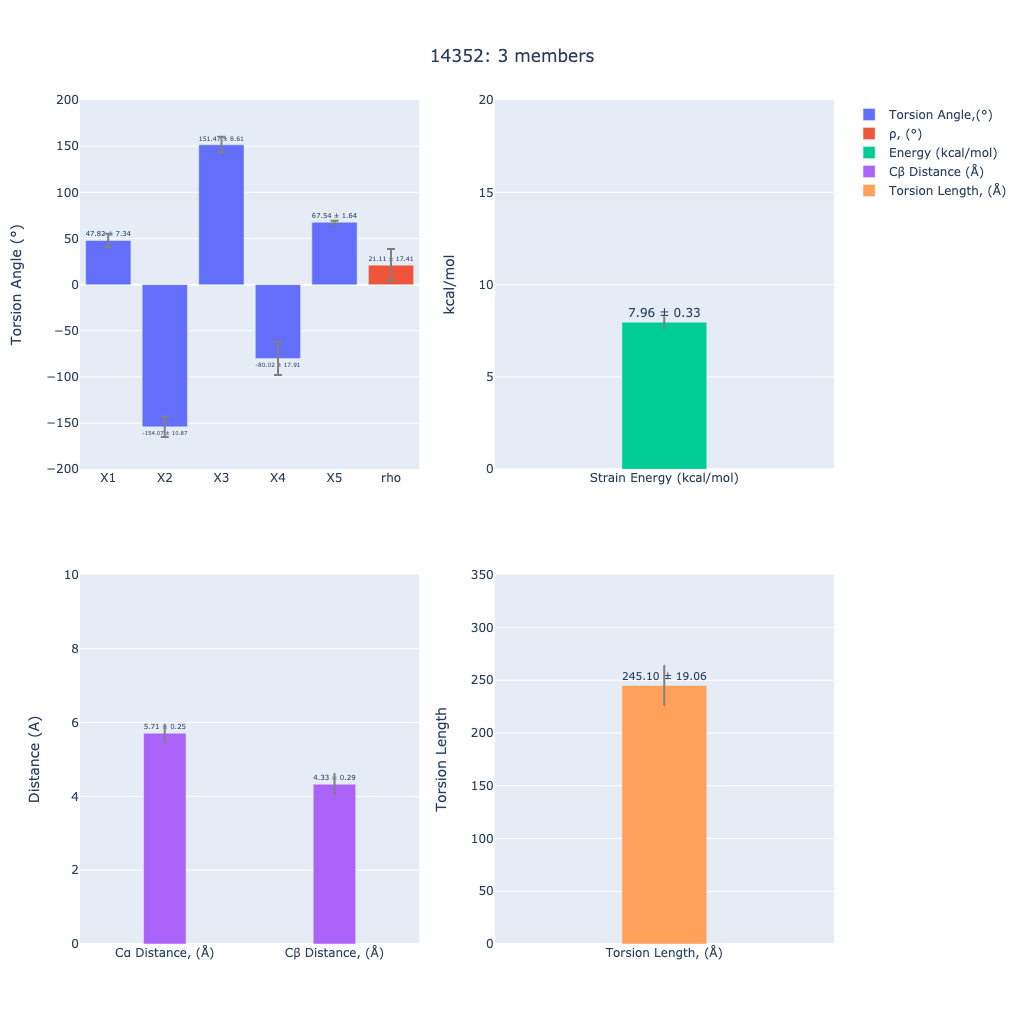 14352: 3 members
Torsion Angle (°)
200
150
100
50
0
−50
−100
−150
−200
47.82 ± 7.34
-154.07 ± 10.87
151.47 ± 8.61
-80.02 ± 17.91
67.54 ± 1.64
21.11 ± 17.41
X1 X2 X3 X4 X5 rho
kcal/mol
20
15
10
5
0
7.96 ± 0.33
Strain Energy (kcal/mol)
Torsion Angle,(°)
ρ, (°)
Energy (kcal/mol)
Cβ Distance (Å)
Torsion Length, (Å)
Distance (A)
10
8
6
4
2
0
5.71 ± 0.25
4.33 ± 0.29
Cα Distance, (Å) Cβ Distance, (Å)
Torsion Length
350
300
250
200
150
100
50
0
245.10 ± 19.06
Torsion Length, (Å)